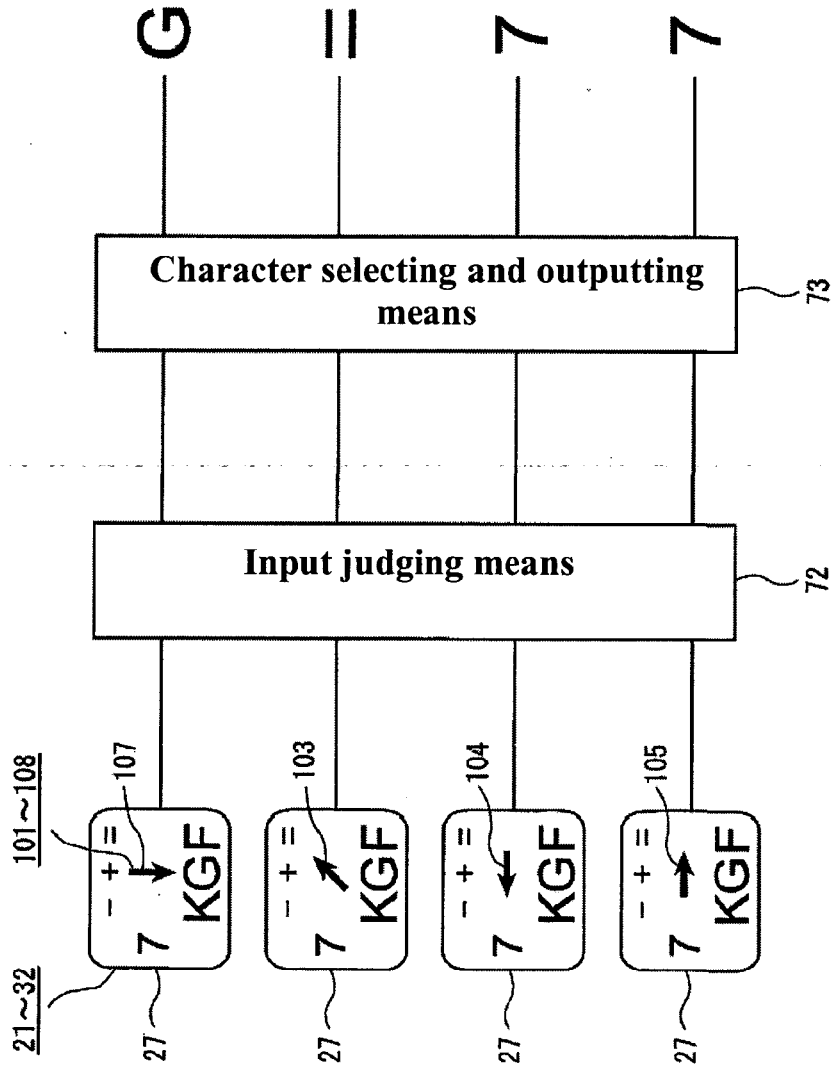 21~32
101~108
107
- + =
7
KGF
27
G
103
- + =
7
KGF
27
=
104
- + =
7
KGF
27
7
105
- + =
7
KGF
27
7
Input judging means
72
Character selecting and outputting
means
73